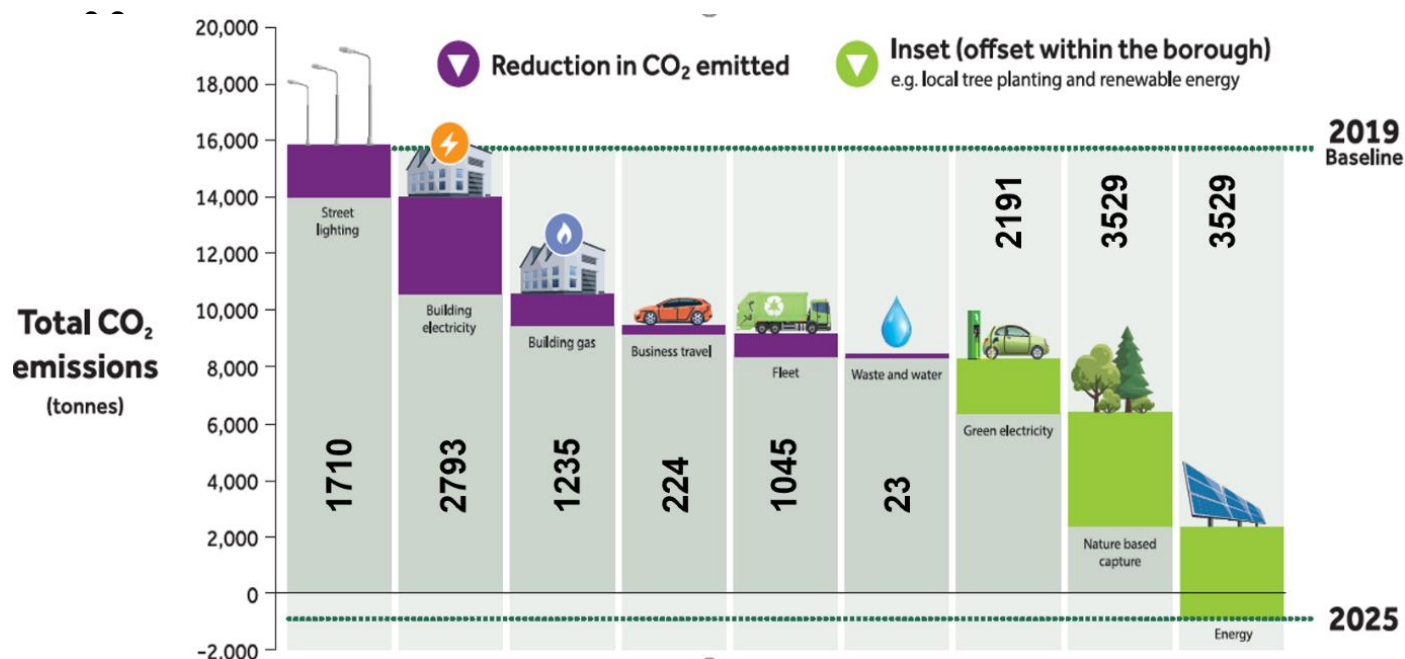 20,000
18,000
16,000
14,000
12,000
10,000
8,000
6,000
4,000
2,000
0
-2,000
Total CO₂
emissions
(tonnes)
Reduction in CO₂ emitted
Inset (offset within the borough)
e.g. local tree planting and renewable energy
2019
Baseline
2025
Street
lighting
1710
Building
electricity
2793
Building gas
1235
Business travel
224
Fleet
1045
Waste and water
23
2191
Green electricity
3529
Nature based
capture
3529
Energy